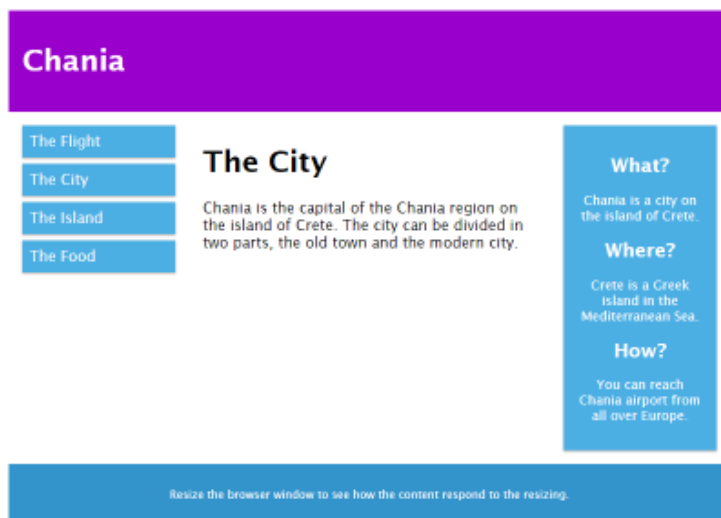 Chania
The Flight
The City
The Island
The Food
The City
Chania is the capital of the Chania region on
the island of Crete. The city can be divided in
two parts, the old town and the modern city.
What?
Chania is a city on
the island of Crete.
Where?
Crete is a Greek
island in the
Mediterranean Sea.
How?
You can reach
Chania airport from
all over Europe.
Resize the browser window to see how the content respond to the resizing.